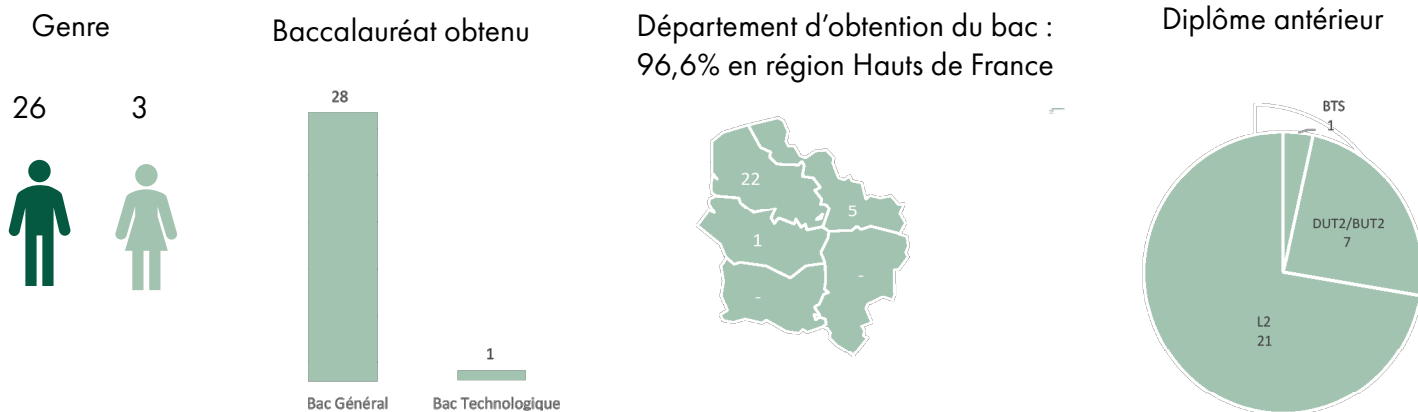 Genre
26
3
Baccalauréat obtenu
28
1
Bac Général
Bac Technologique
Département d'obtention du bac :
96,6% en région Hauts de France
22
5
1
-
-
Diplôme antérieur
BTS
1
DUT2/BUT2
7
L2
21